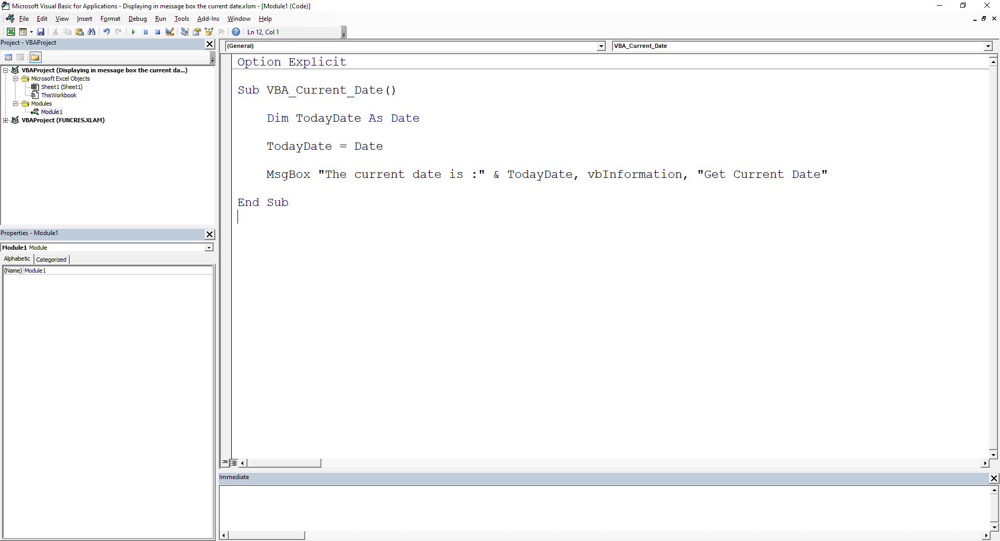 Microsoft Visual Basic for Applications - Displaying in message box the current date.xlsm - [Module1 (Code)]
File Edit View Insert Format Debug Run Tools Add-Ins Window Help
Ln 12, Col 1
Project - VBAProject
VBAProject (Displaying in message box the current da...)
Microsoft Excel Objects
Sheet1 (Sheet1)
ThisWorkbook
Modules
Module1
VBAProject (FUNCRES.XLAM)
Properties - Module1
Module1 Module
Alphabetic Categorized
(Name) Module1
(General) VBA_Current_Date
Option Explicit
Sub VBA_Current_Date()
Dim TodayDate As Date
TodayDate = Date
MsgBox "The current date is :" & TodayDate, vbInformation, "Get Current Date"
End Sub
Immediate